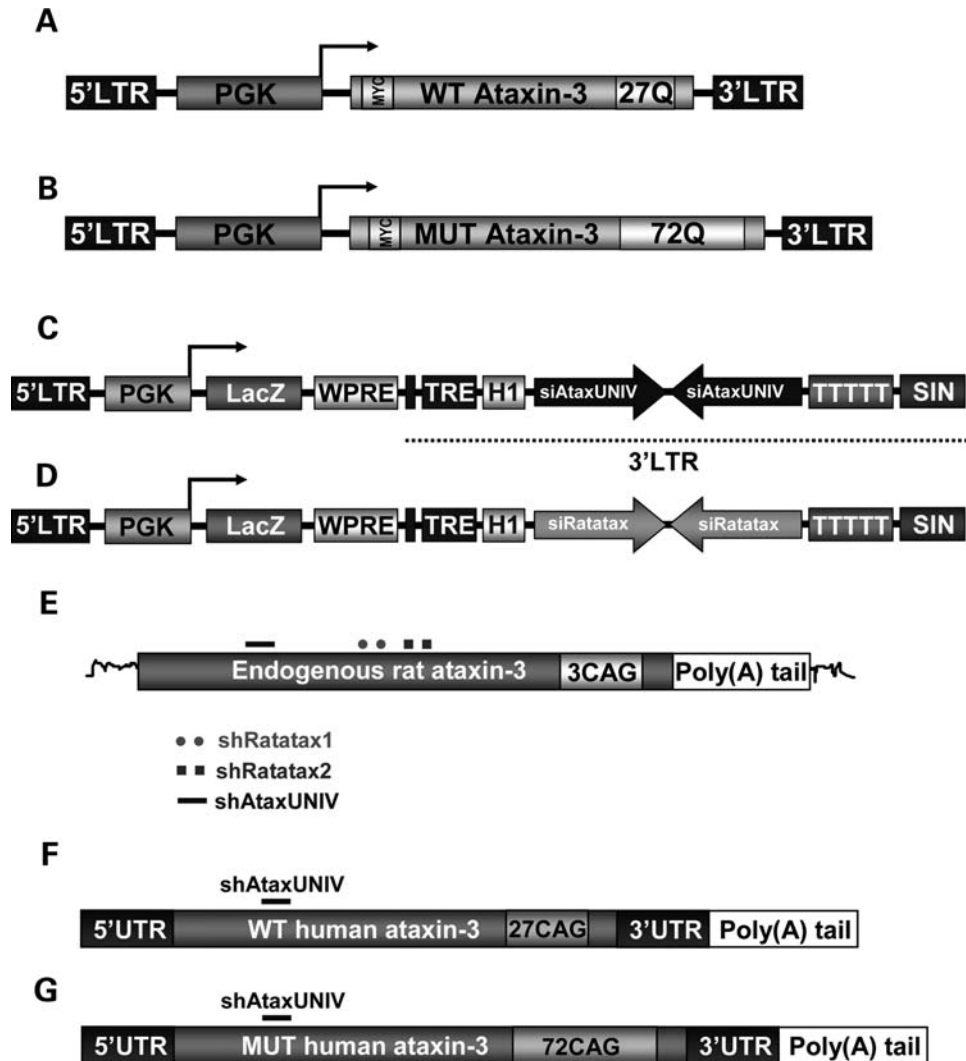 A
5'LTR PGK MYC WT Ataxin-3 27Q 3'LTR
B
5'LTR PGK MYC MUT Ataxin-3 72Q 3'LTR
C
5'LTR PGK LacZ WPRE TRE H1 siAtaxUNIV siAtaxUNIV TTTTT SIN
3'LTR
D
5'LTR PGK LacZ WPRE TRE H1 siRatatax siRatatax TTTTT SIN
E
Endogenous rat ataxin-3 3CAG Poly(A) tail
shRatatax1
shRatatax2
shAtaxUNIV
F
shAtaxUNIV
5'UTR WT human ataxin-3 27CAG 3'UTR Poly(A) tail
G
shAtaxUNIV
5'UTR MUT human ataxin-3 72CAG 3'UTR Poly(A) tail